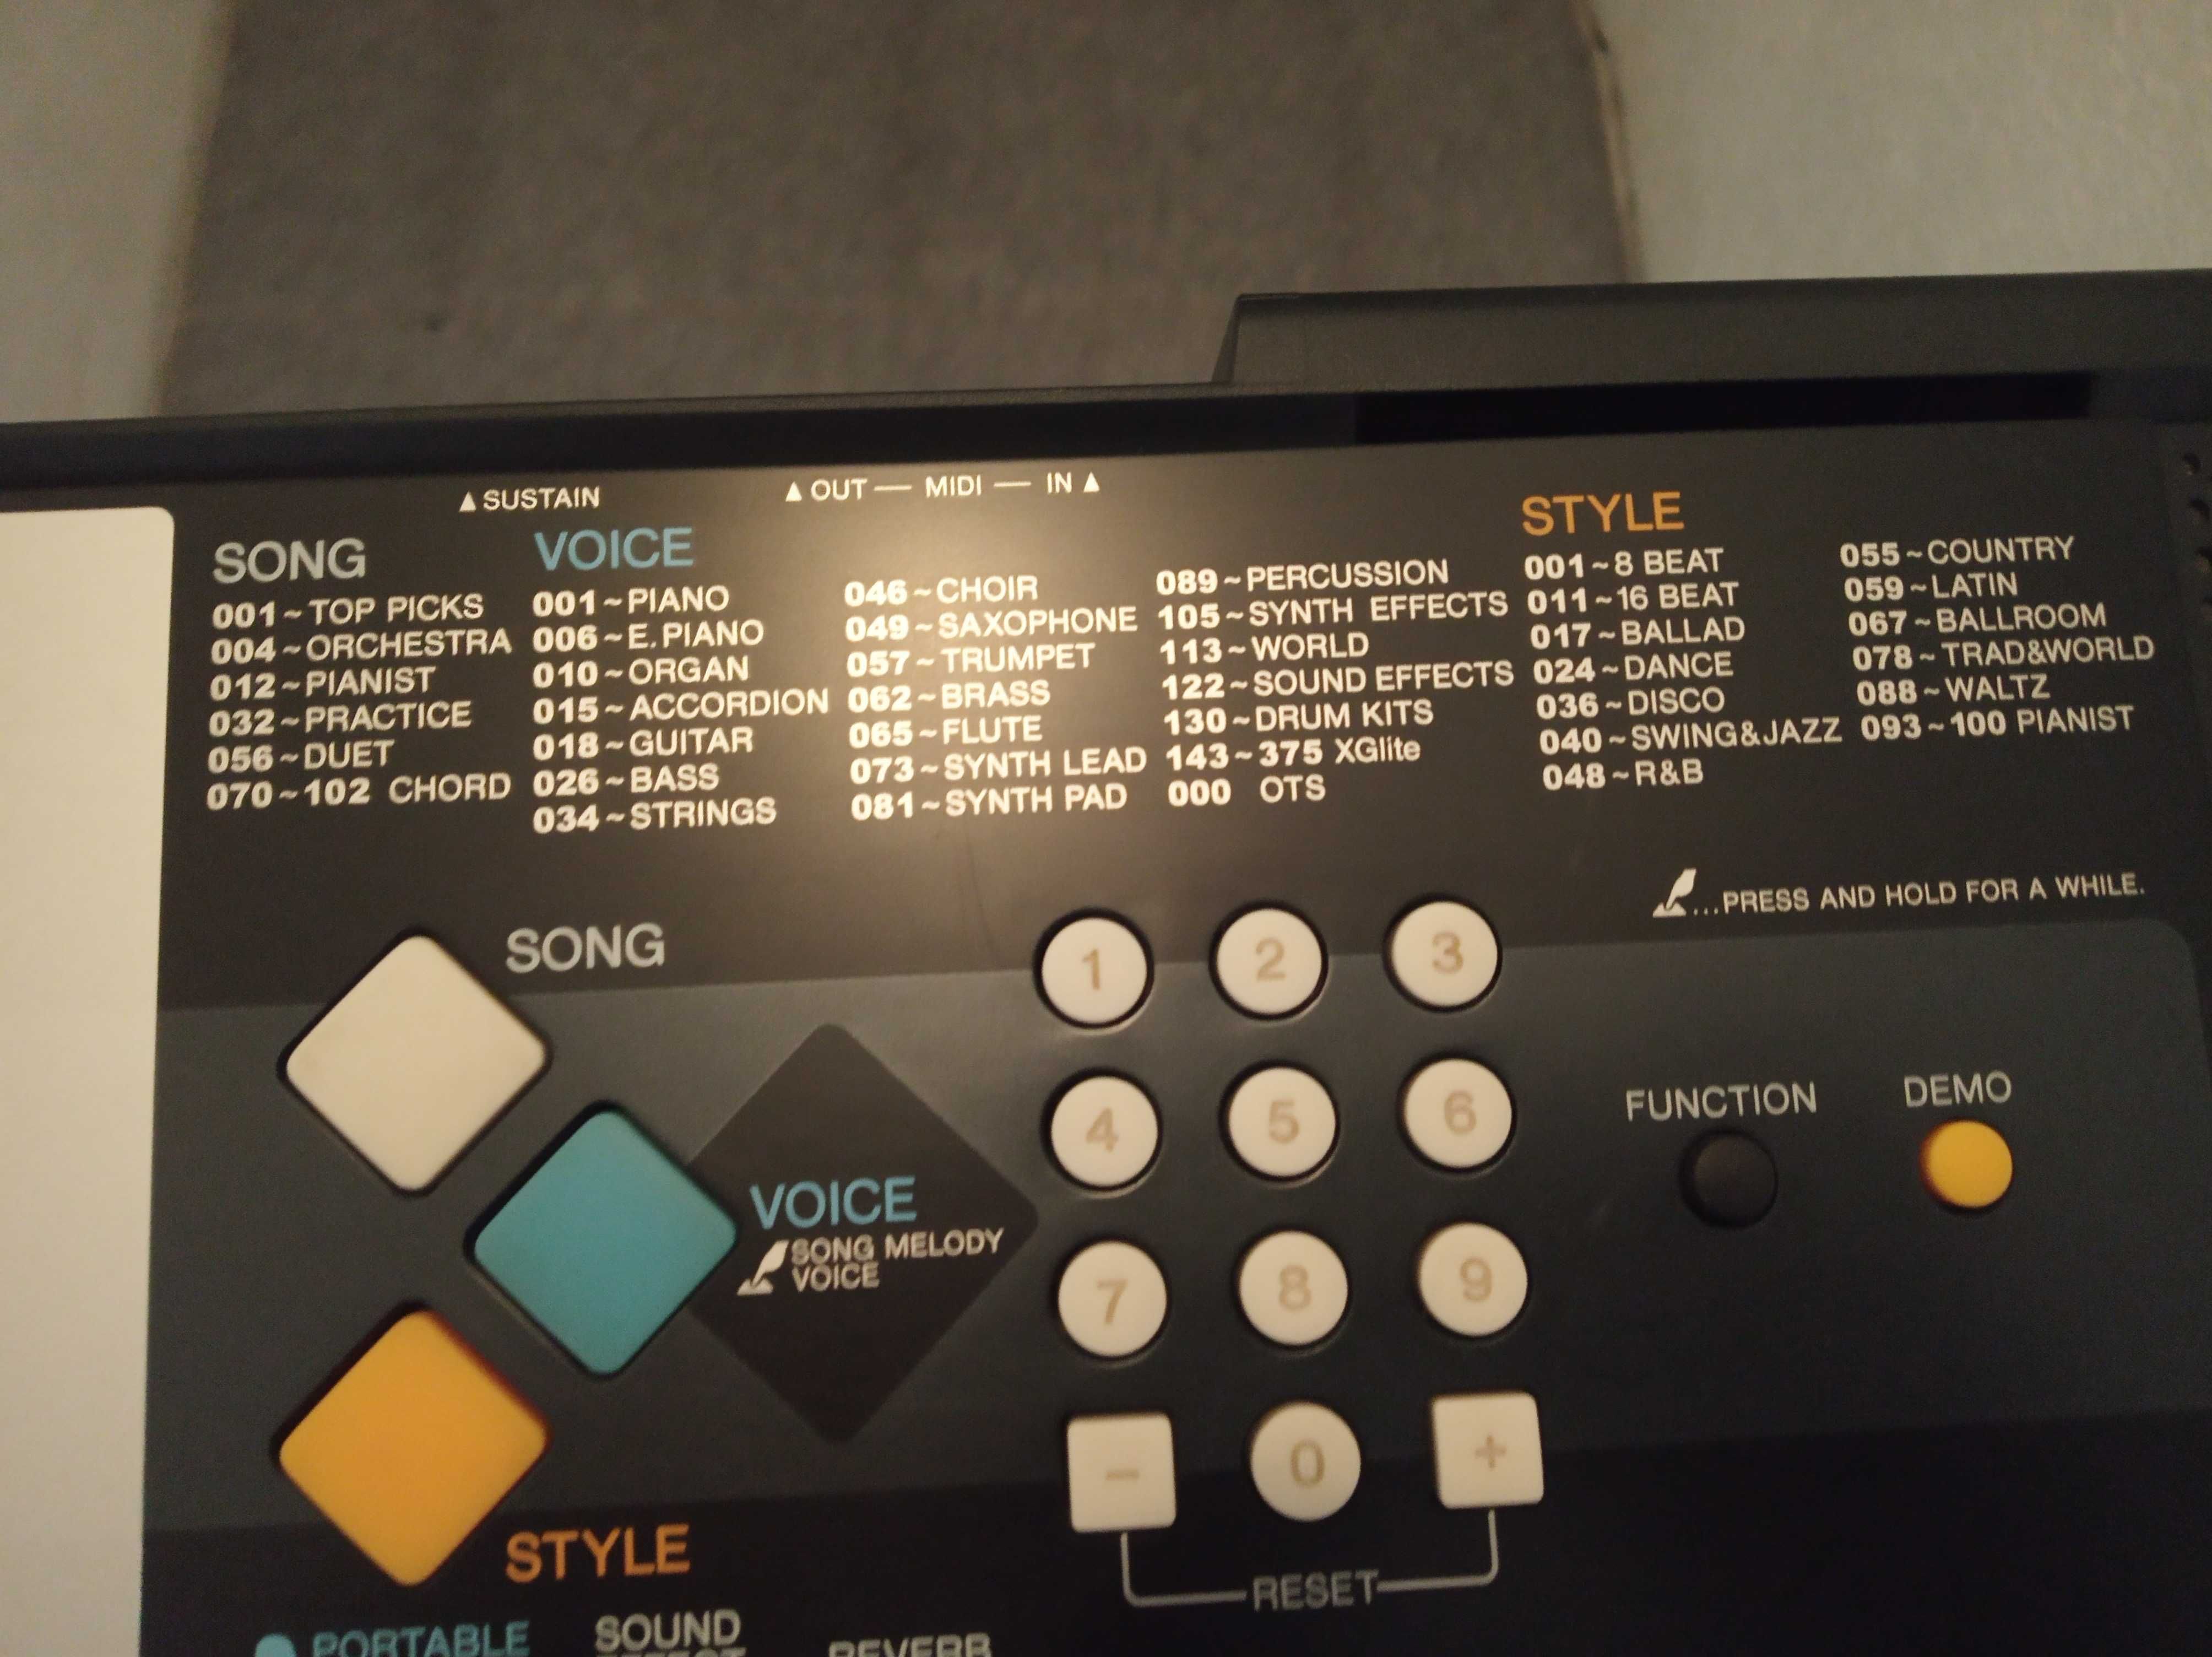 ▲SUSTAIN
▲OUT — MIDI — IN▲
SONG
001~TOP PICKS
004~ORCHESTRA
012~PIANIST
032~PRACTICE
056~DUET
070~102 CHORD
VOICE
001~PIANO
006~E.PIANO
010~ORGAN
015~ACCORDION
018~GUITAR
026~BASS
034~STRINGS
046~CHOIR
049~SAXOPHONE
057~TRUMPET
062~BRASS
065~FLUTE
073~SYNTH LEAD
081~SYNTH PAD
089~PERCUSSION
105~SYNTH EFFECTS
113~WORLD
122~SOUND EFFECTS
130~DRUM KITS
143~375 XGlite
000 OTS
STYLE
001~8 BEAT
011~16 BEAT
017~BALLAD
024~DANCE
036~DISCO
040~SWING&JAZZ
048~R&B
055~COUNTRY
059~LATIN
067~BALLROOM
078~TRAD&WORLD
088~WALTZ
093~100 PIANIST
...PRESS AND HOLD FOR A WHILE.
SONG
VOICE
SONG MELODY
VOICE
STYLE
1 2 3
4 5 6
7 8 9
- 0 +
RESET
FUNCTION
DEMO
PORTABLE
SOUND
EFFECT
REVERB